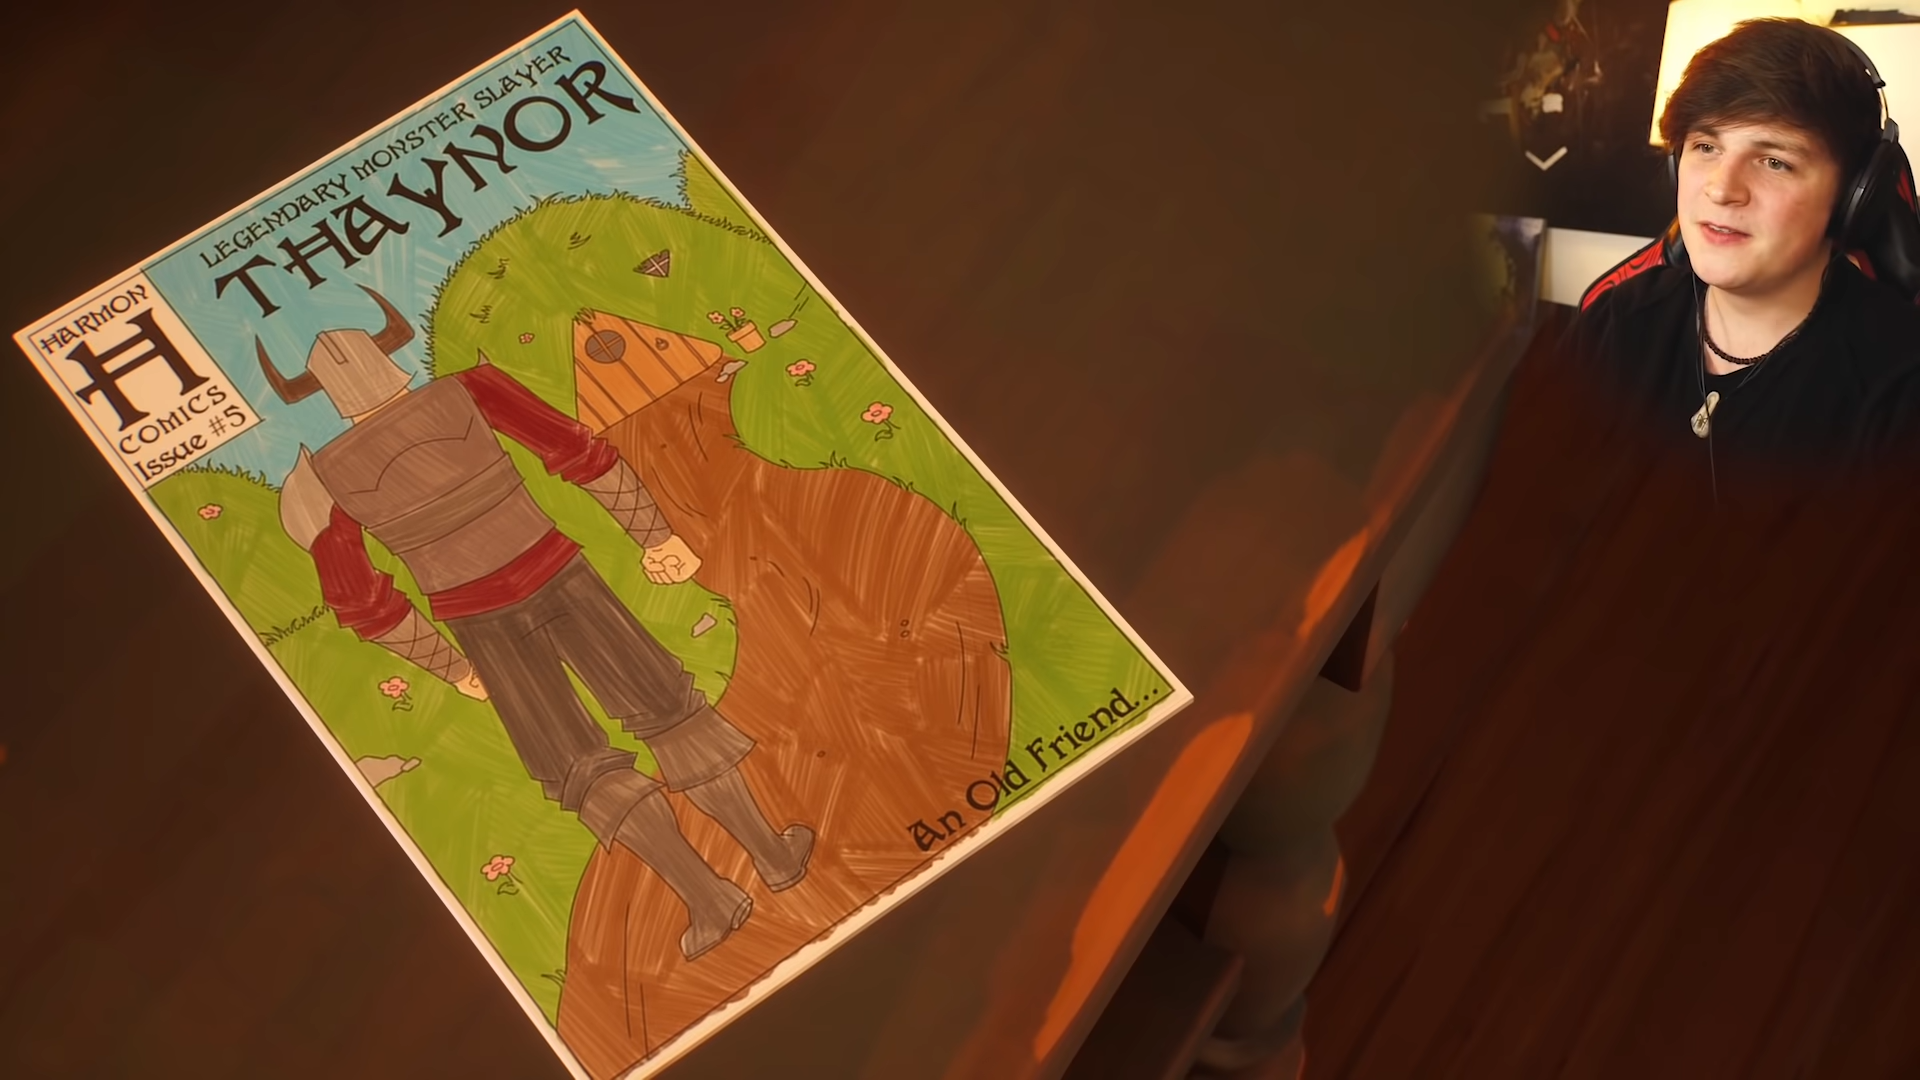 LEGENDARY MONSTER SLAYER
THAYNOR
HARMON
H
COMICS
Issue #5
An Old Friend...